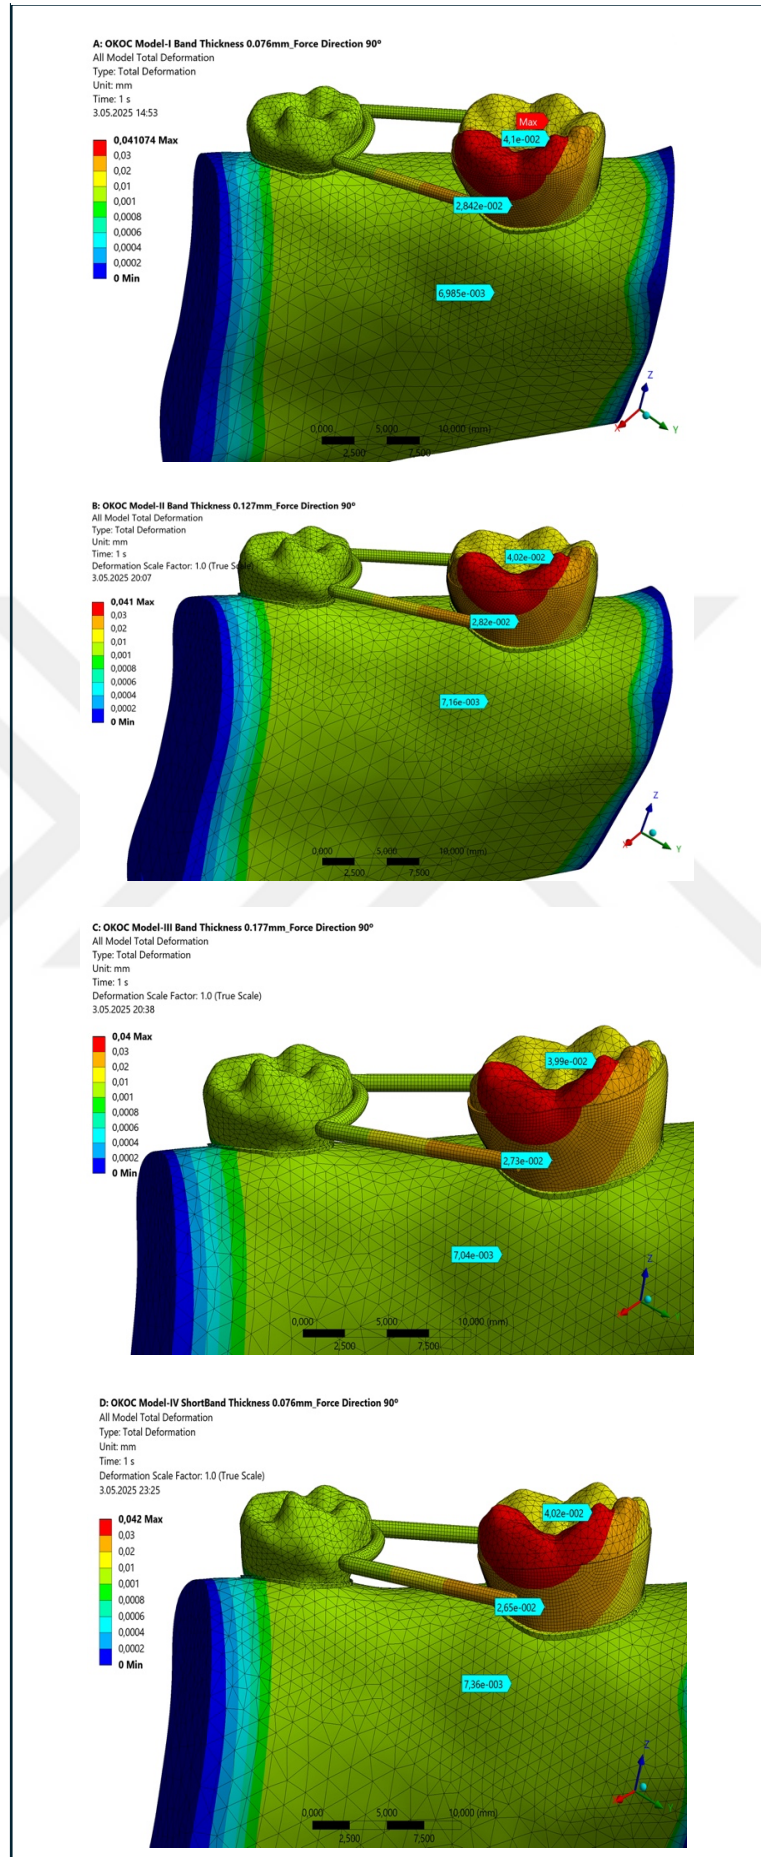 A: OKOC Model-I Band Thickness 0.076mm_Force Direction 90º
All Model Total Deformation
Type: Total Deformation
Unit: mm
Time: 1 s
3.05.2025 14:53
0,041074 Max
0,03
0,02
0,01
0,001
0,0008
0,0006
0,0004
0,0002
0 Min
Max
4,1e-002
2,842e-002
6,985e-003
0,000 5,000 10,000 (mm)
2,500 7,500
Z
X
Y
B: OKOC Model-II Band Thickness 0.127mm_Force Direction 90º
All Model Total Deformation
Type: Total Deformation
Unit: mm
Time: 1 s
Deformation Scale Factor: 1.0 (True Scale)
3.05.2025 20:07
0,041 Max
0,03
0,02
0,01
0,001
0,0008
0,0006
0,0004
0,0002
0 Min
4,02e-002
2,82e-002
7,16e-003
0,000 5,000 10,000 (mm)
2,500 7,500
Z
X
Y
C: OKOC Model-III Band Thickness 0.177mm_Force Direction 90º
All Model Total Deformation
Type: Total Deformation
Unit: mm
Time: 1 s
Deformation Scale Factor: 1.0 (True Scale)
3.05.2025 20:38
0,04 Max
0,03
0,02
0,01
0,001
0,0008
0,0006
0,0004
0,0002
0 Min
3,99e-002
2,73e-002
7,04e-003
0,000 5,000 10,000 (mm)
2,500 7,500
Z
D: OKOC Model-IV ShortBand Thickness 0.076mm_Force Direction 90º
All Model Total Deformation
Type: Total Deformation
Unit: mm
Time: 1 s
Deformation Scale Factor: 1.0 (True Scale)
3.05.2025 23:25
0,042 Max
0,03
0,02
0,01
0,001
0,0008
0,0006
0,0004
0,0002
0 Min
4,02e-002
2,65e-002
7,36e-003
0,000 5,000 10,000 (mm)
2,500 7,500
Z